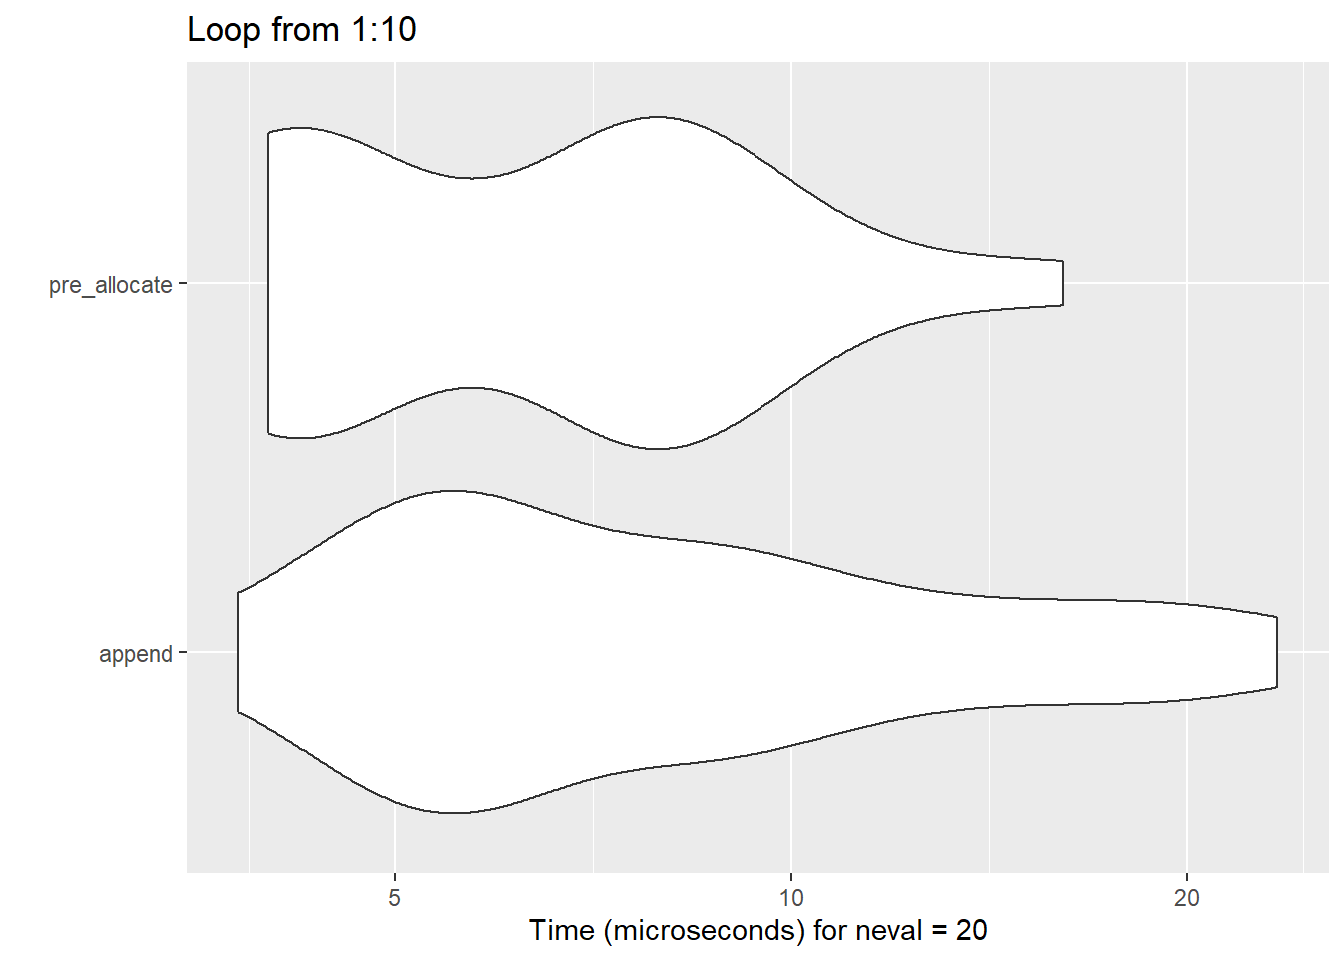 Loop from 1:10
pre_allocate
append
5 10 20
Time (microseconds) for neval = 20